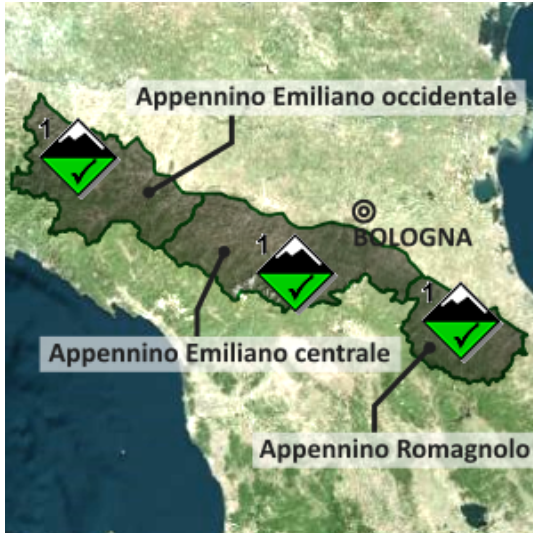 Appennino Emiliano occidentale
1
1
BOLOGNA
1
Appennino Emiliano centrale
Appennino Romagnolo